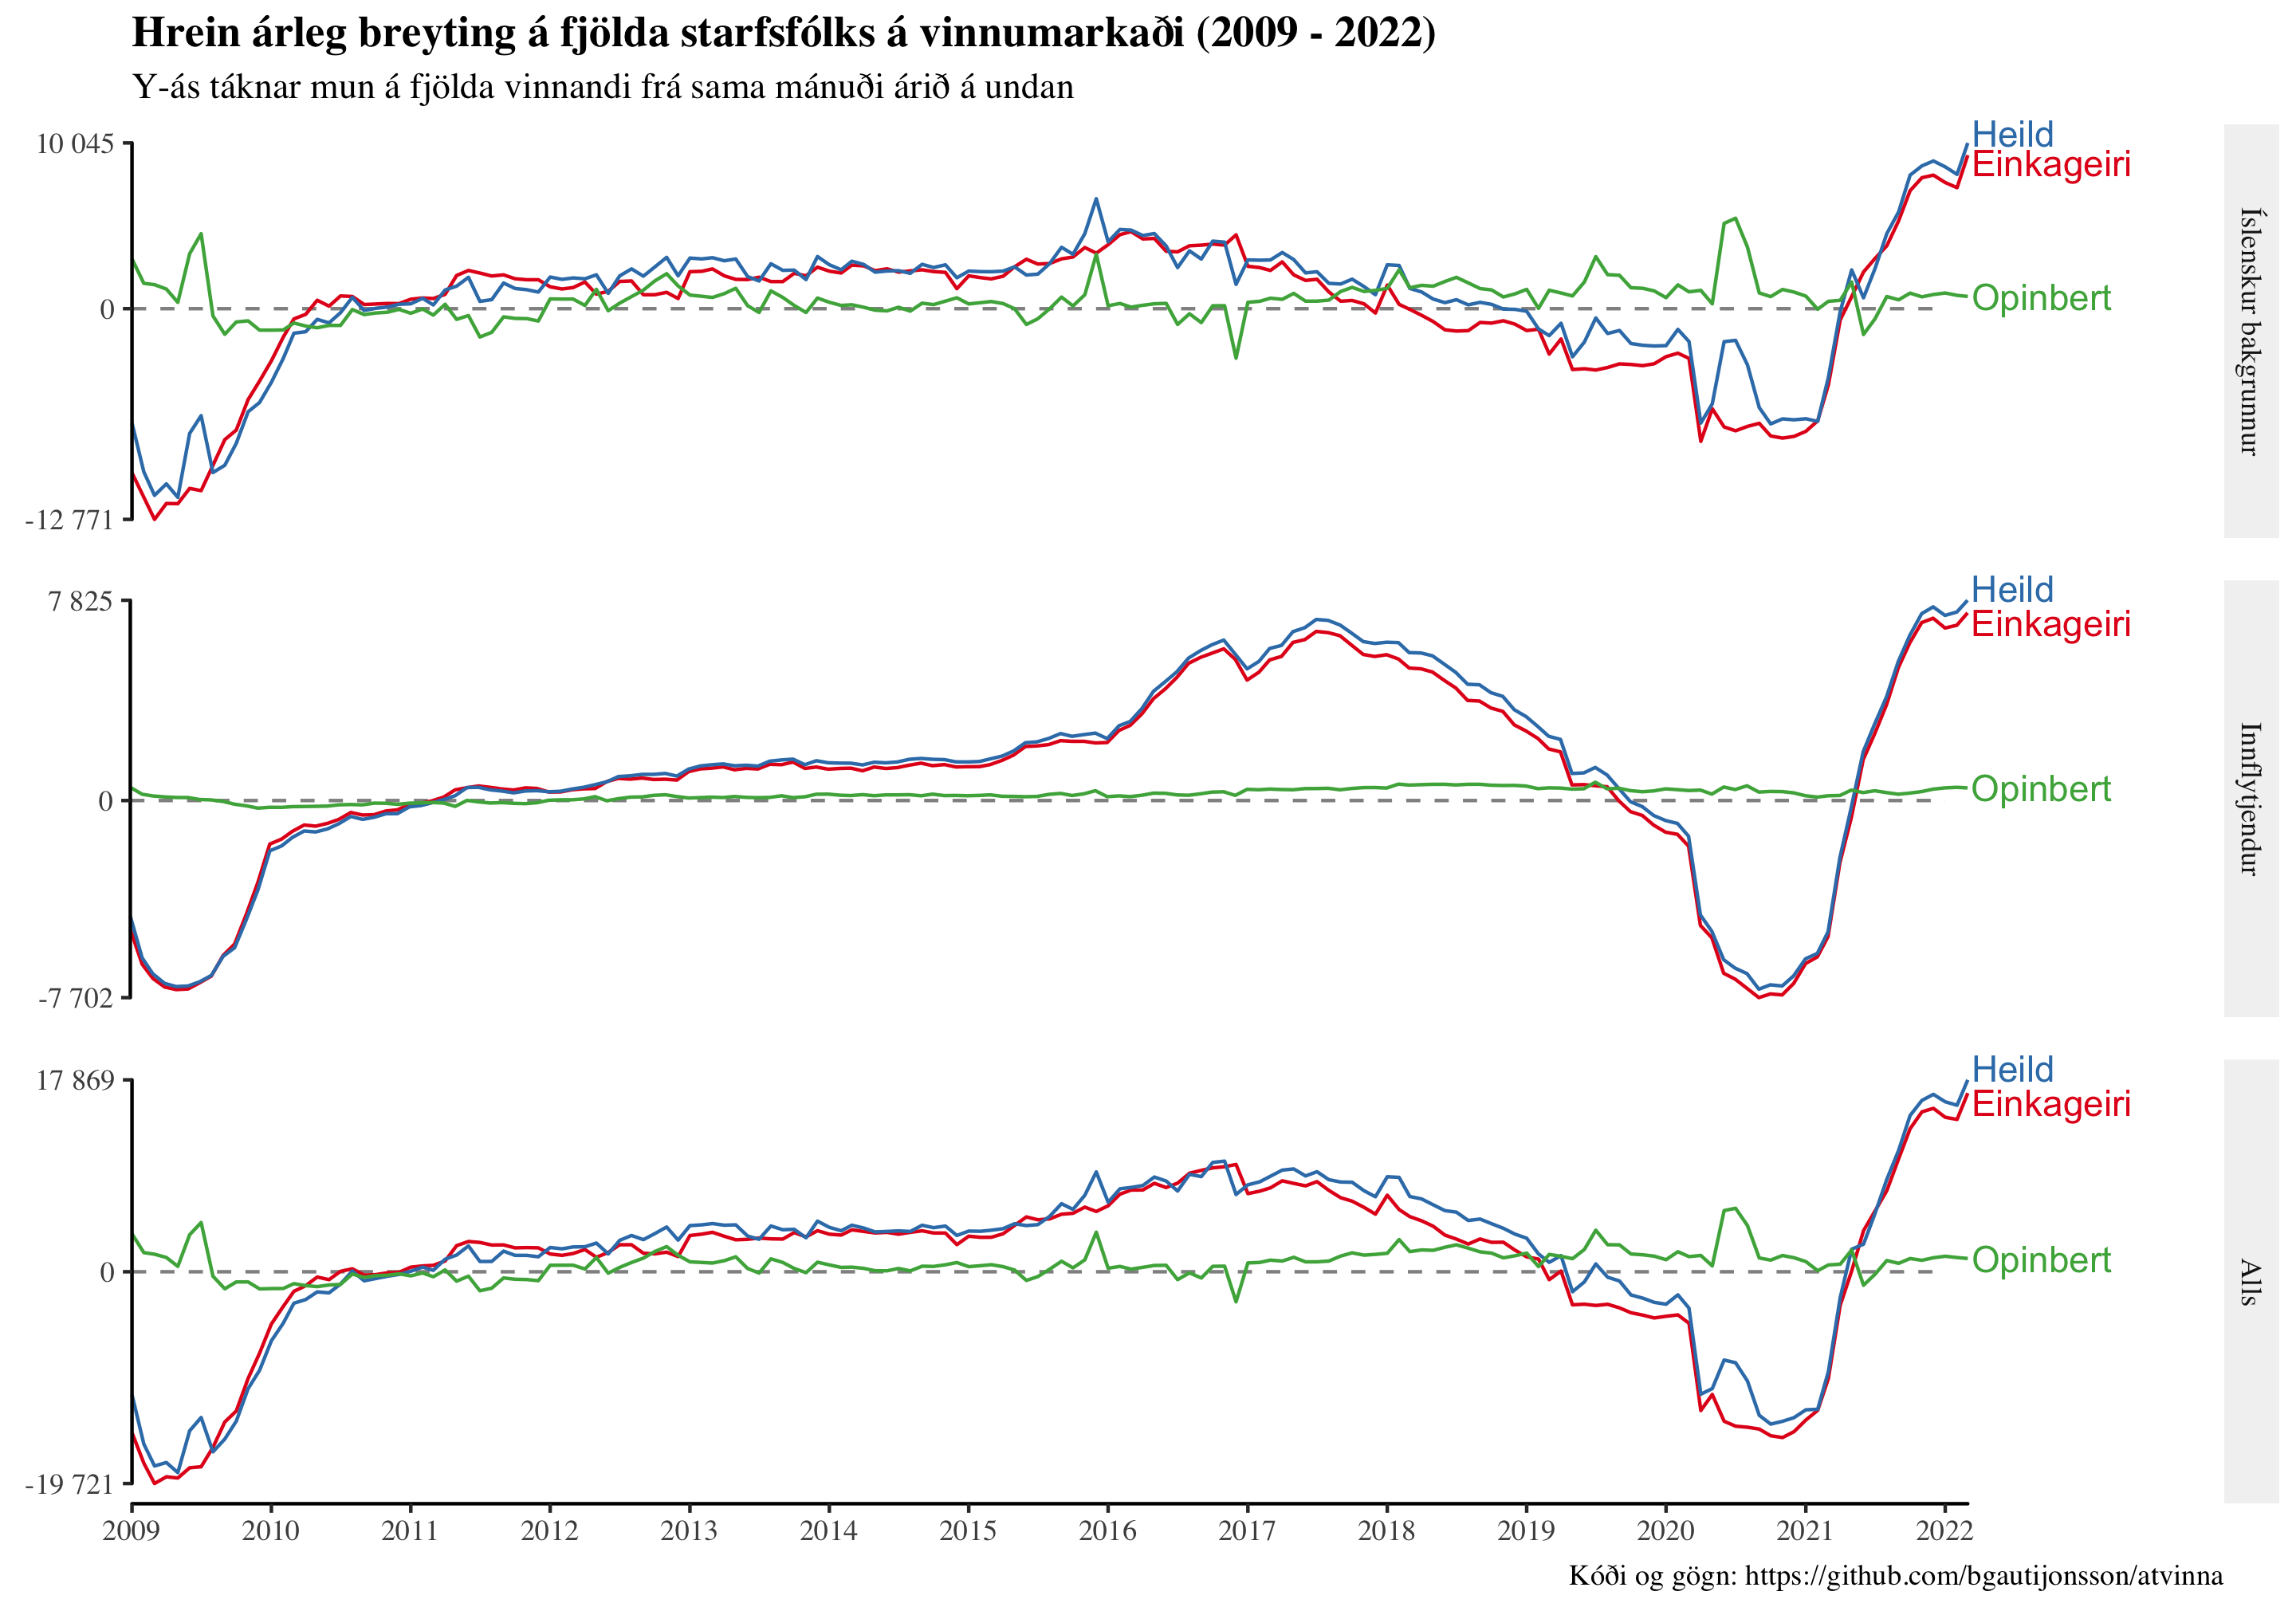 Hrein árleg breyting á fjölda starfsfólks á vinnumarkaði (2009 - 2022)
Y-ás táknar mun á fjölda vinnandi frá sama mánuði árið á undan
10 045
0
-12 771
Heild
Einkageiri
Opinbert
Íslenskur bakgrunnur
7 825
0
-7 702
Heild
Einkageiri
Opinbert
Innflytjendur
17 869
0
-19 721
Heild
Einkageiri
Opinbert
Alls
2009 2010 2011 2012 2013 2014 2015 2016 2017 2018 2019 2020 2021 2022
Kóði og gögn: https://github.com/bgautijonsson/atvinna